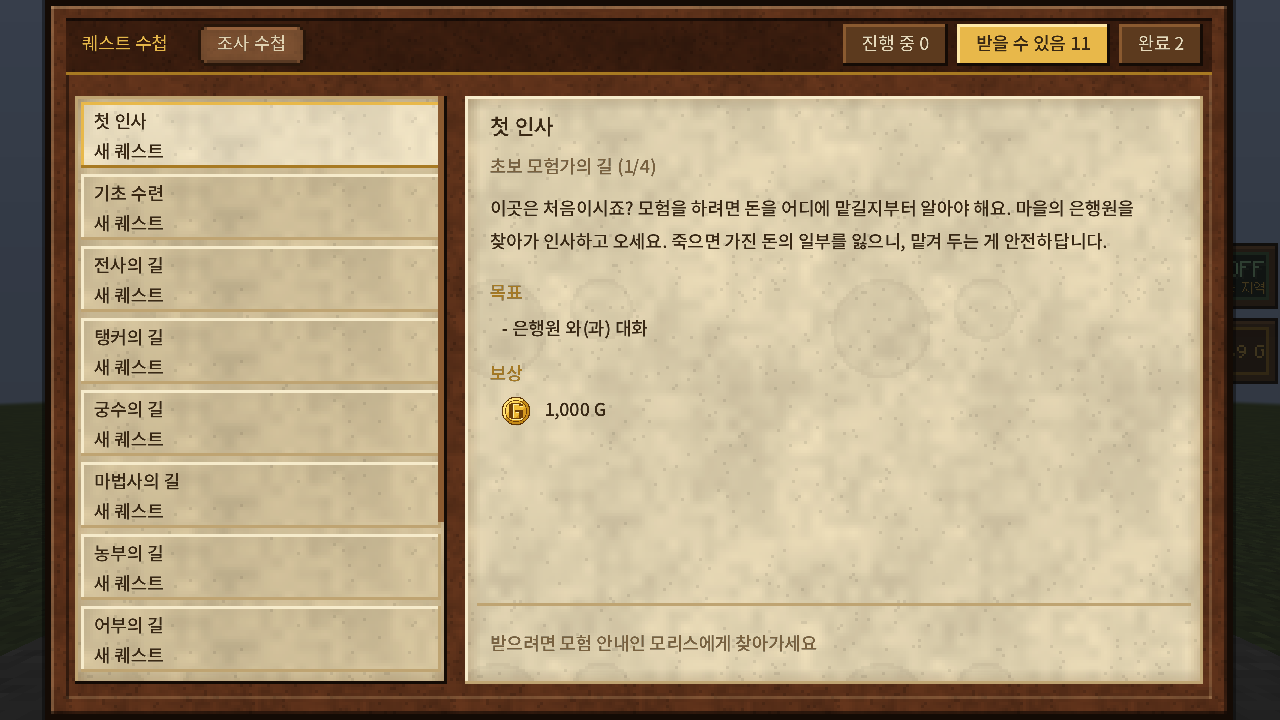 퀘스트 수첩
조사 수첩
진행 중 0
받을 수 있음 11
완료 2
첫 인사
새 퀘스트
기초 수련
새 퀘스트
전사의 길
새 퀘스트
탱커의 길
새 퀘스트
궁수의 길
새 퀘스트
마법사의 길
새 퀘스트
농부의 길
새 퀘스트
어부의 길
새 퀘스트
첫 인사
초보 모험가의 길 (1/4)
이곳은 처음이시죠? 모험을 하려면 돈을 어디에 맡길지부터 알아야 해요. 마을의 은행원을
찾아가 인사하고 오세요. 죽으면 가진 돈의 일부를 잃으니, 맡겨 두는 게 안전하답니다.
목표
- 은행원 와(과) 대화
보상
G 1,000 G
받으려면 모험 안내인 모리스에게 찾아가세요
지역
9 G